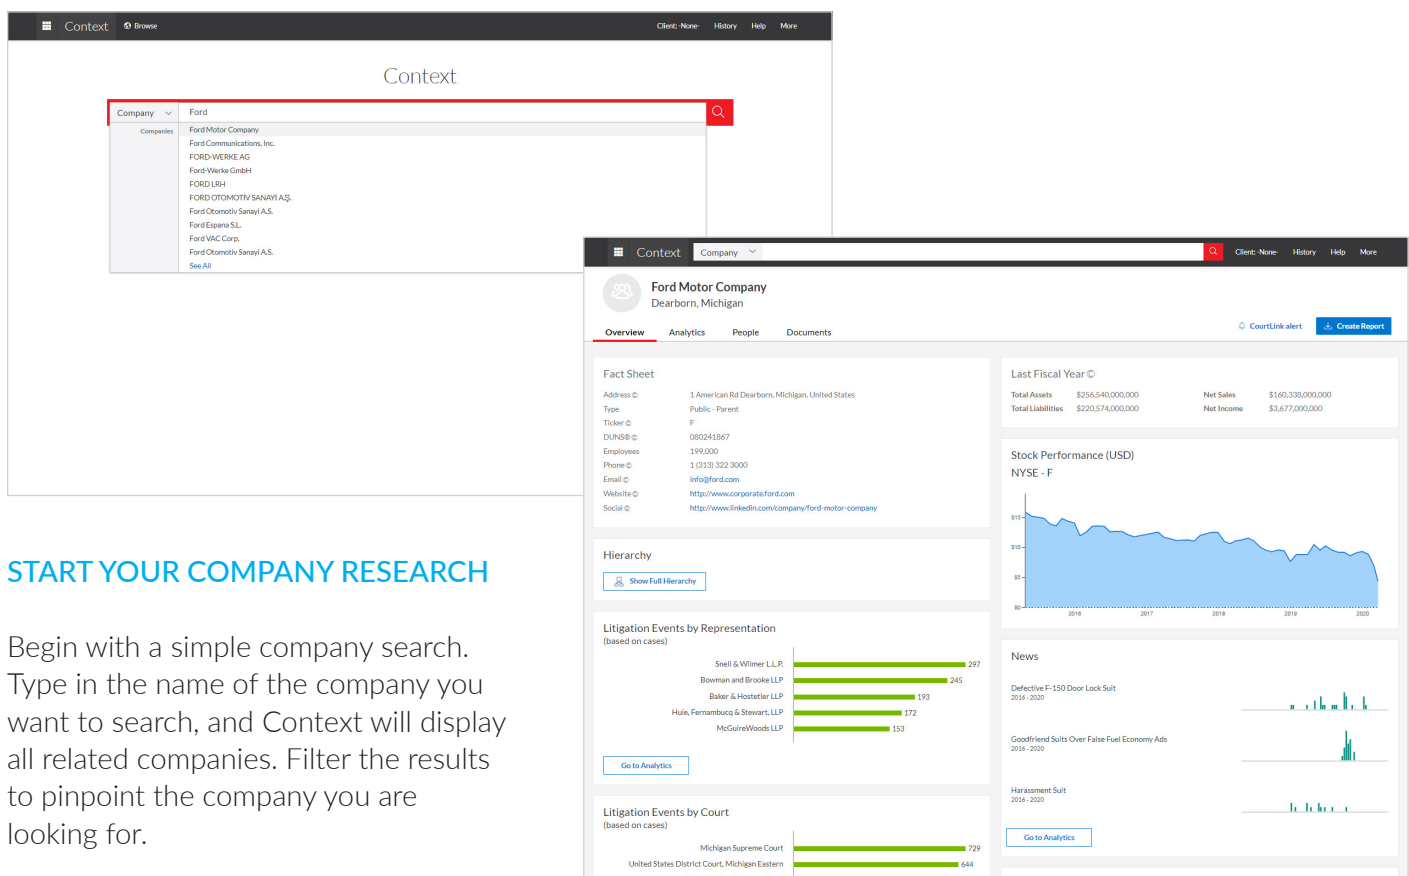 Context
Browse
Client: -None-
History
Help
More
Context
Company
Ford
Companies
Ford Motor Company
Ford Communications, Inc.
FORD-WERKE AG
Ford-Werke GmbH
FORD LRH
FORD OTOMOTİV SANAYİ A.Ş.
Ford Otomotiv Sanayi A.S.
Ford Espana S.L.
Ford VAC Corp.
Ford Otomotiv Sanayi A.S.
See All
START YOUR COMPANY RESEARCH
Begin with a simple company search.
Type in the name of the company you
want to search, and Context will display
all related companies. Filter the results
to pinpoint the company you are
looking for.
Context
Company
Client: -None-
History
Help
More
Ford Motor Company
Dearborn, Michigan
Overview
Analytics
People
Documents
CourtLink alert
Create Report
Fact Sheet
Address © 1 American Rd Dearborn, Michigan, United States
Type Public - Parent
Ticker © F
DUNS® © 080241867
Employees 199,000
Phone © 1 (313) 322 3000
Email © info@ford.com
Website © http://www.corporate.ford.com
Social © http://www.linkedin.com/company/ford-motor-company
Hierarchy
Show Full Hierarchy
Litigation Events by Representation
(based on cases)
Snell & Wilmer L.L.P. 297
Bowman and Brooke LLP 245
Baker & Hostetler LLP 193
Huie, Fernambucq & Stewart, LLP 172
McGuireWoods LLP 153
Go to Analytics
Litigation Events by Court
(based on cases)
Michigan Supreme Court 729
United States District Court, Michigan Eastern 644
Last Fiscal Year ©
Total Assets $256,540,000,000 Net Sales $160,338,000,000
Total Liabilities $220,574,000,000 Net Income $3,677,000,000
Stock Performance (USD)
NYSE - F
$15
$10
$5
$0
2016 2017 2018 2019 2020
News
Defective F-150 Door Lock Suit
2016 - 2020
Goodfriend Suits Over False Fuel Economy Ads
2016 - 2020
Harassment Suit
2016 - 2020
Go to Analytics